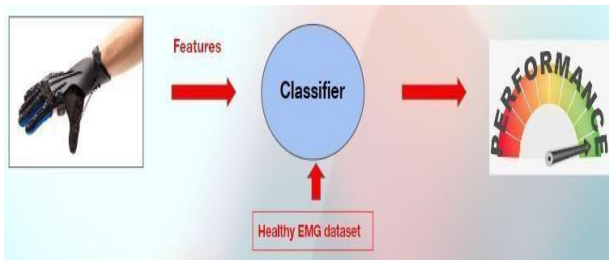 Features
Classifier
PERFORMANCE
Healthy EMG dataset